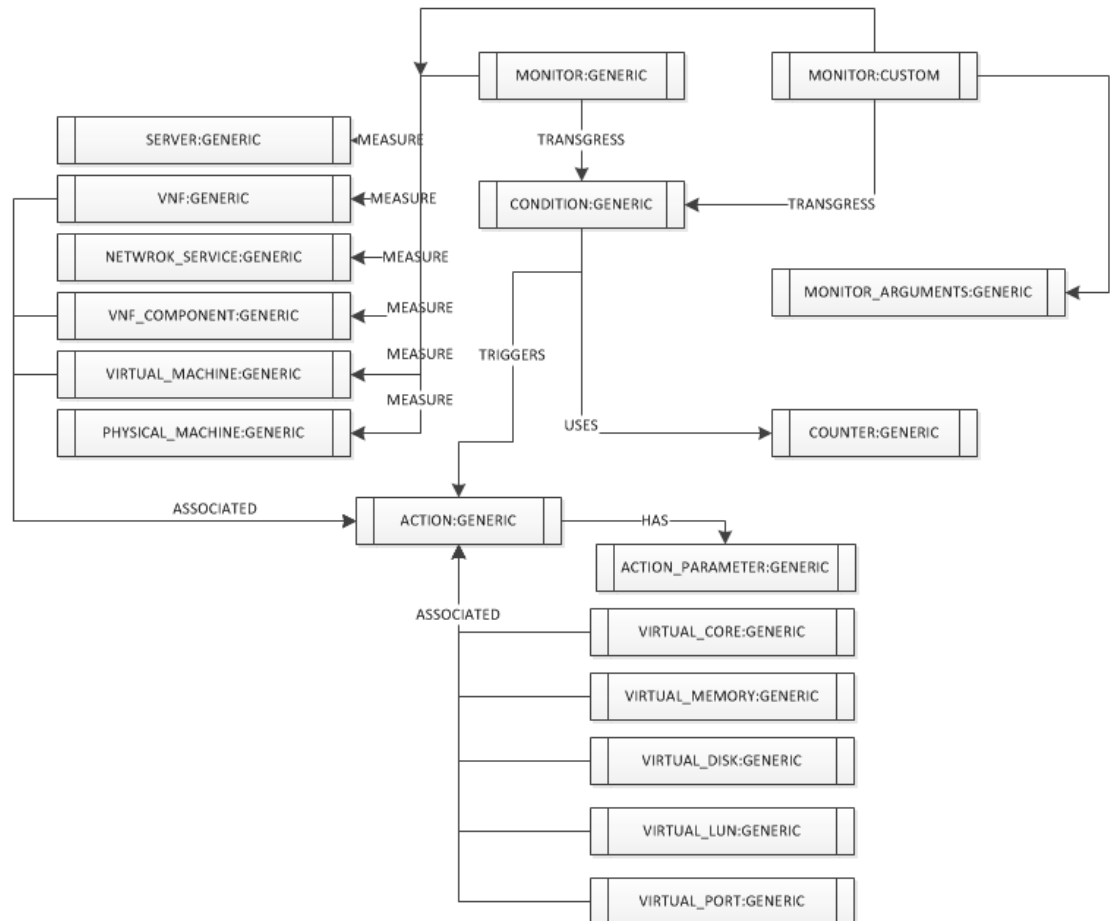 MONITOR:GENERIC
MONITOR:CUSTOM
SERVER:GENERIC
MEASURE
TRANSGRESS
VNF:GENERIC
MEASURE
CONDITION:GENERIC
TRANSGRESS
NETWROK_SERVICE:GENERIC
MEASURE
MONITOR_ARGUMENTS:GENERIC
VNF_COMPONENT:GENERIC
MEASURE
VIRTUAL_MACHINE:GENERIC
MEASURE
TRIGGERS
PHYSICAL_MACHINE:GENERIC
MEASURE
USES
COUNTER:GENERIC
ASSOCIATED
ACTION:GENERIC
HAS
ACTION_PARAMETER:GENERIC
ASSOCIATED
VIRTUAL_CORE:GENERIC
VIRTUAL_MEMORY:GENERIC
VIRTUAL_DISK:GENERIC
VIRTUAL_LUN:GENERIC
VIRTUAL_PORT:GENERIC